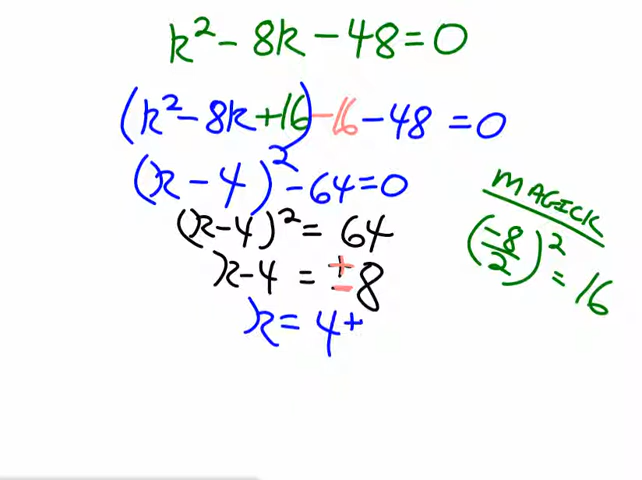 k² - 8k - 48 = 0
(k² - 8k + 16) - 16 - 48 = 0
(k - 4)² - 64 = 0
(k - 4)² = 64
k - 4 = ± 8
k = 4 +
MAGICK
(-8/2)² = 16